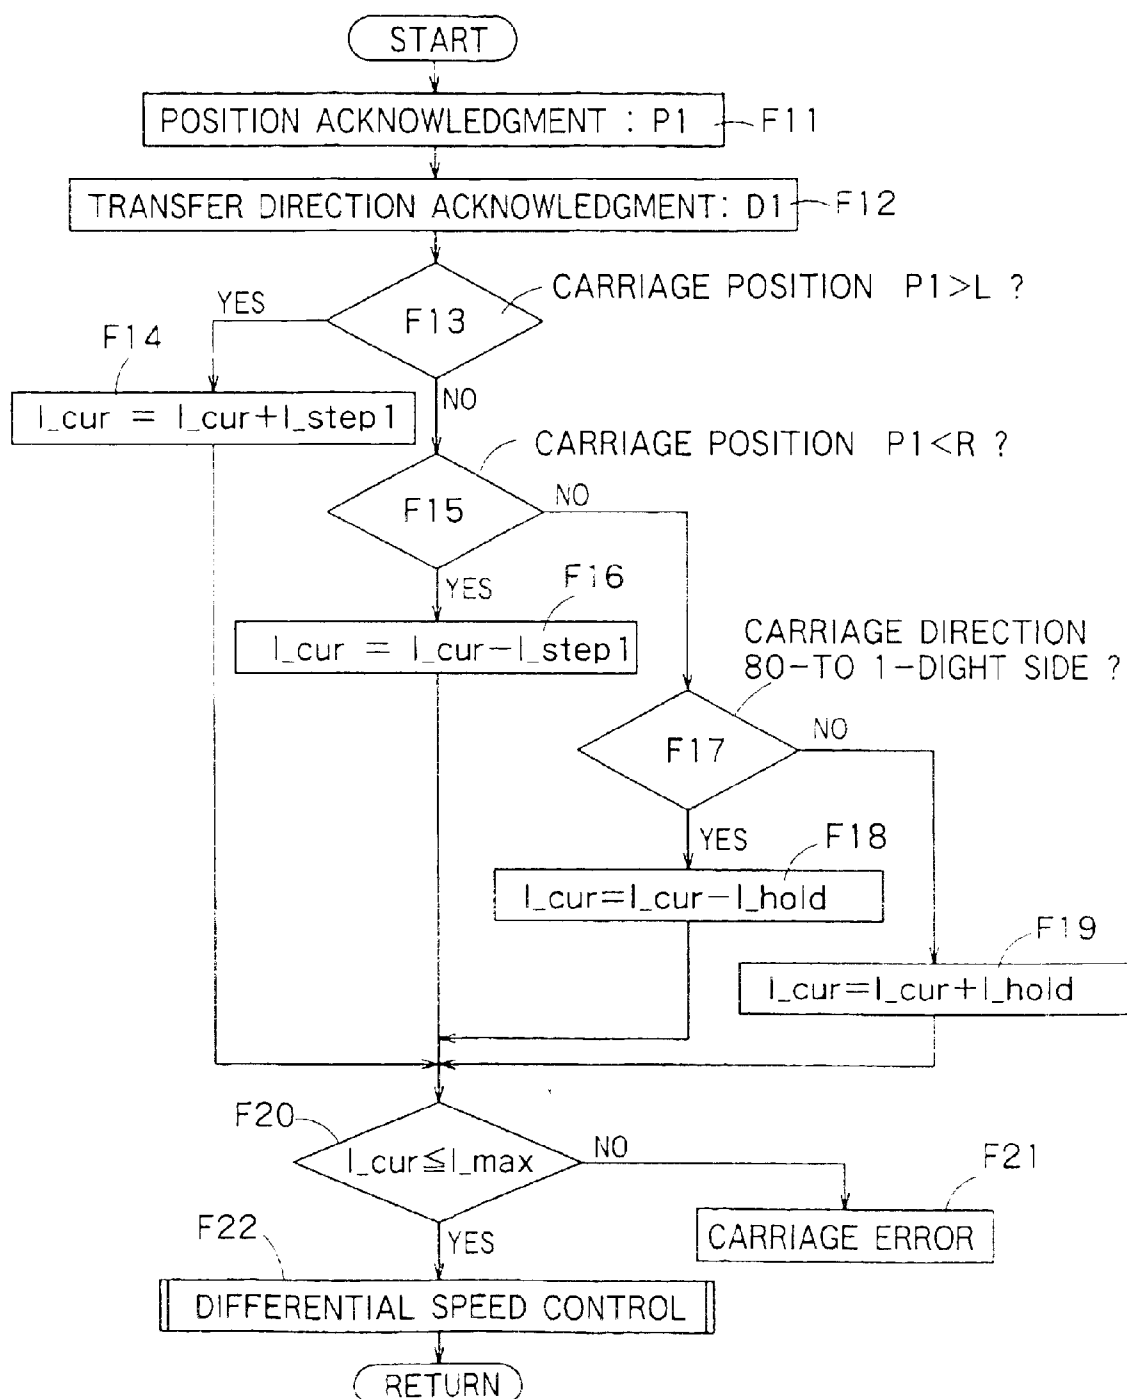 START
POSITION ACKNOWLEDGMENT : P1
F11
TRANSFER DIRECTION ACKNOWLEDGMENT: D1
F12
CARRIAGE POSITION P1>L ?
YES
F13
F14
NO
I_cur = I_cur+I_step1
CARRIAGE POSITION P1<R ?
F15
NO
YES
F16
I_cur = I_cur-I_step1
CARRIAGE DIRECTION
80-TO 1-DIGHT SIDE ?
F17
NO
YES
F18
I_cur=I_cur-I_hold
F19
I_cur=I_cur+I_hold
F20
I_cur≦I_max
NO
F21
CARRIAGE ERROR
YES
F22
DIFFERENTIAL SPEED CONTROL
RETURN